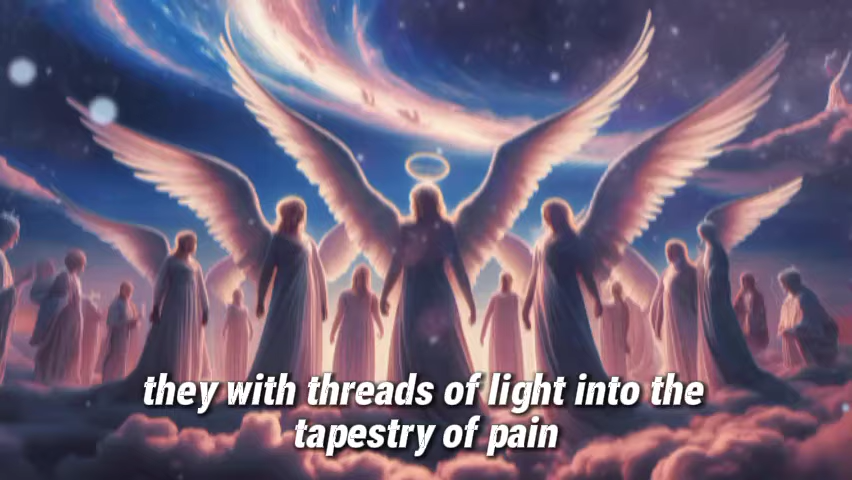 they with threads of light into the
tapestry of pain